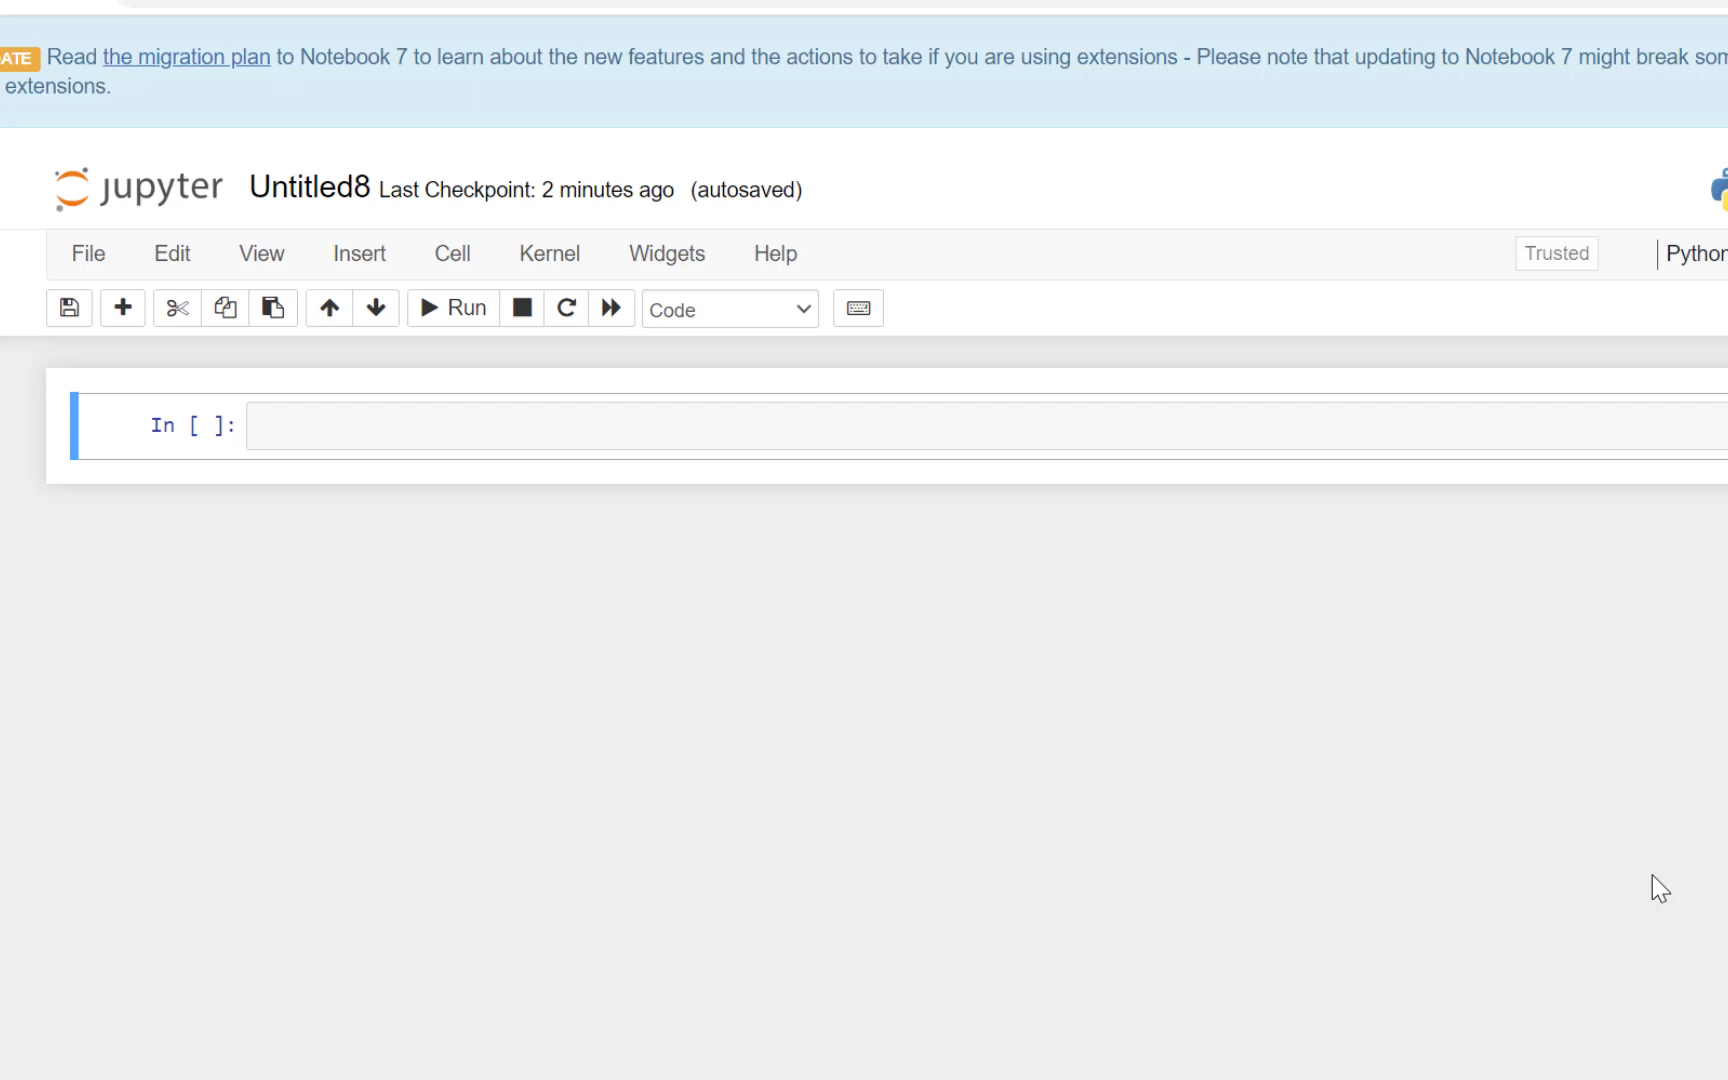 Read the migration plan to Notebook 7 to learn about the new features and the actions to take if you are using extensions - Please note that updating to Notebook 7 might break
extensions.
jupyter Untitled8 Last Checkpoint: 2 minutes ago (autosaved)
File Edit View Insert Cell Kernel Widgets Help Trusted
Run Code
In [ ]: